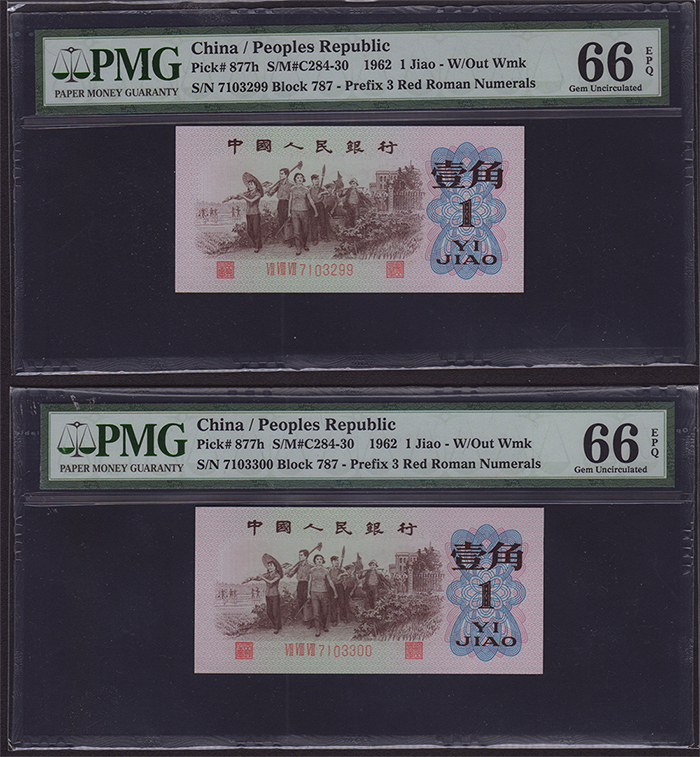 PMG
PAPER MONEY GUARANTY
China / Peoples Republic
Pick# 877h S/M#C284-30 1962 1 Jiao - W/Out Wmk
S/N 7103299 Block 787 - Prefix 3 Red Roman Numerals
66
EPQ
Gem Uncirculated
中國人民銀行
壹角
1
YI
JIAO
VII VIII VII 7103299
PMG
PAPER MONEY GUARANTY
China / Peoples Republic
Pick# 877h S/M#C284-30 1962 1 Jiao - W/Out Wmk
S/N 7103300 Block 787 - Prefix 3 Red Roman Numerals
66
EPQ
Gem Uncirculated
中國人民銀行
壹角
1
YI
JIAO
VII VIII VII 7103300